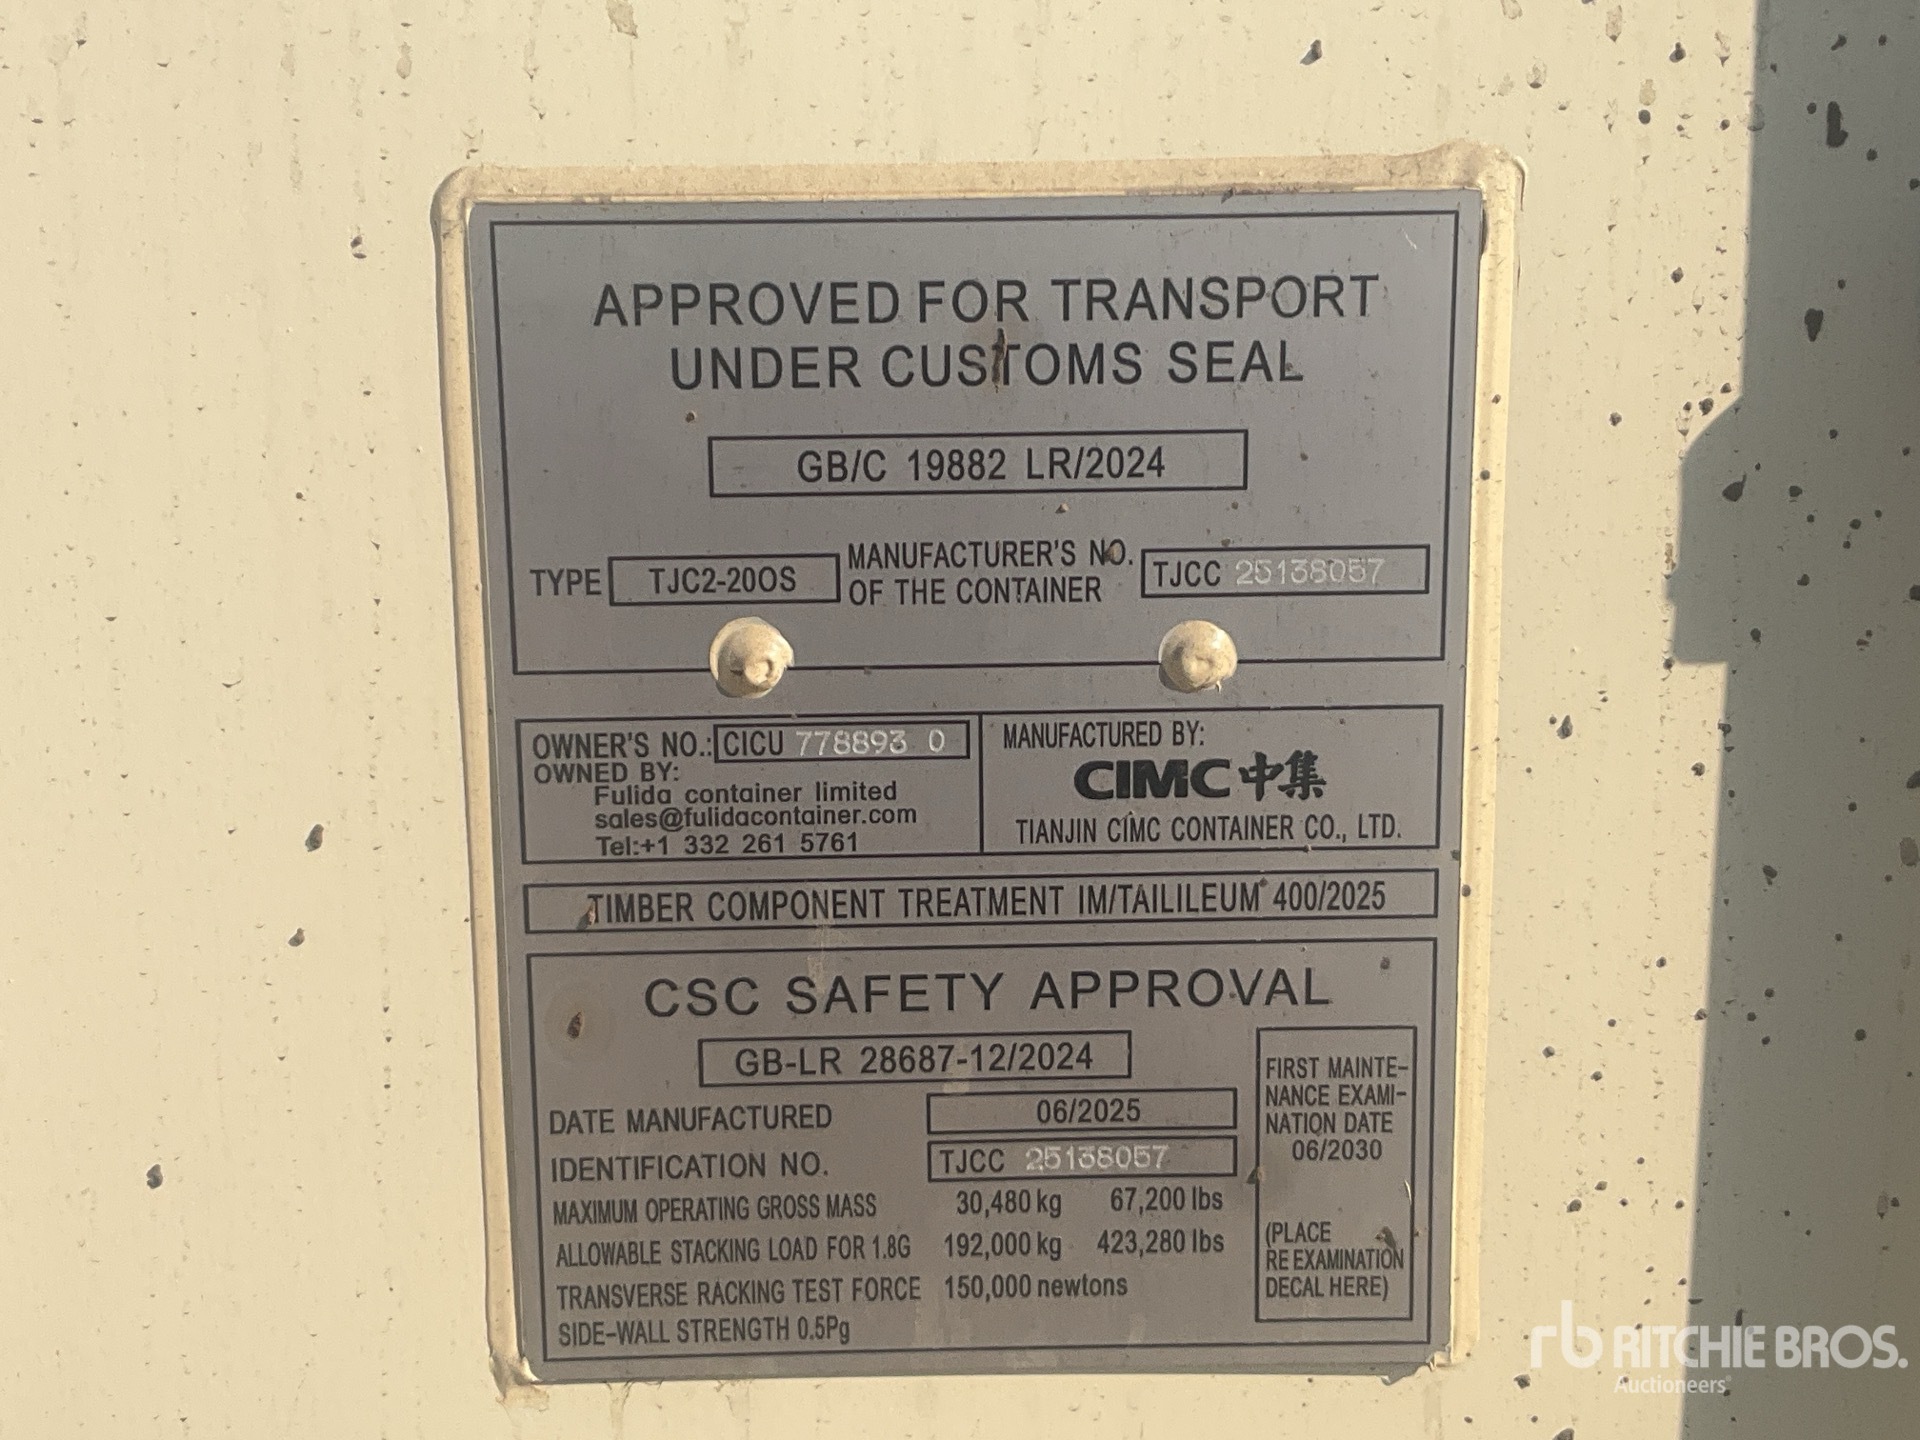 APPROVED FOR TRANSPORT
UNDER CUSTOMS SEAL
GB/C 19882 LR/2024
TYPE TJC2-20OS MANUFACTURER'S NO. OF THE CONTAINER TJCC 25138057
OWNER'S NO.: CICU 778893 0
OWNED BY:
Fulida container limited
sales@fulidacontainer.com
Tel:+1 332 261 5761
MANUFACTURED BY:
CIMC 中集
TIANJIN CIMC CONTAINER CO., LTD.
TIMBER COMPONENT TREATMENT IM/TAILILEUM 400/2025
CSC SAFETY APPROVAL
GB-LR 28687-12/2024
DATE MANUFACTURED 06/2025
IDENTIFICATION NO. TJCC 25138057
MAXIMUM OPERATING GROSS MASS 30,480 kg 67,200 lbs
ALLOWABLE STACKING LOAD FOR 1.8G 192,000 kg 423,280 lbs
TRANSVERSE RACKING TEST FORCE 150,000 newtons
SIDE-WALL STRENGTH 0.5Pg
FIRST MAINTE-
NANCE EXAMI-
NATION DATE
06/2030
(PLACE
RE EXAMINATION
DECAL HERE)
rb RITCHIE BROS.
Auctioneers